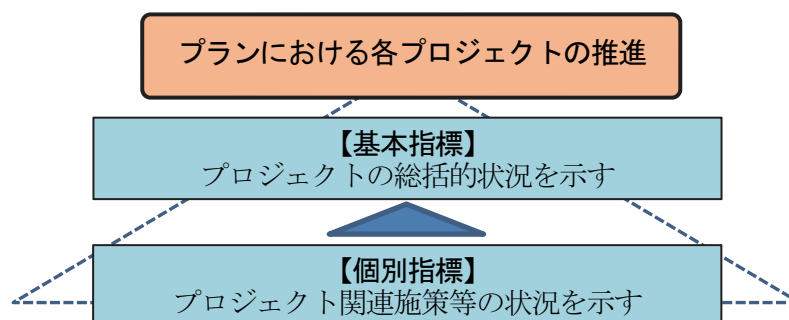 プランにおける各プロジェクトの推進
【基本指標】
プロジェクトの総括的状況を示す
【個別指標】
プロジェクト関連施策等の状況を示す